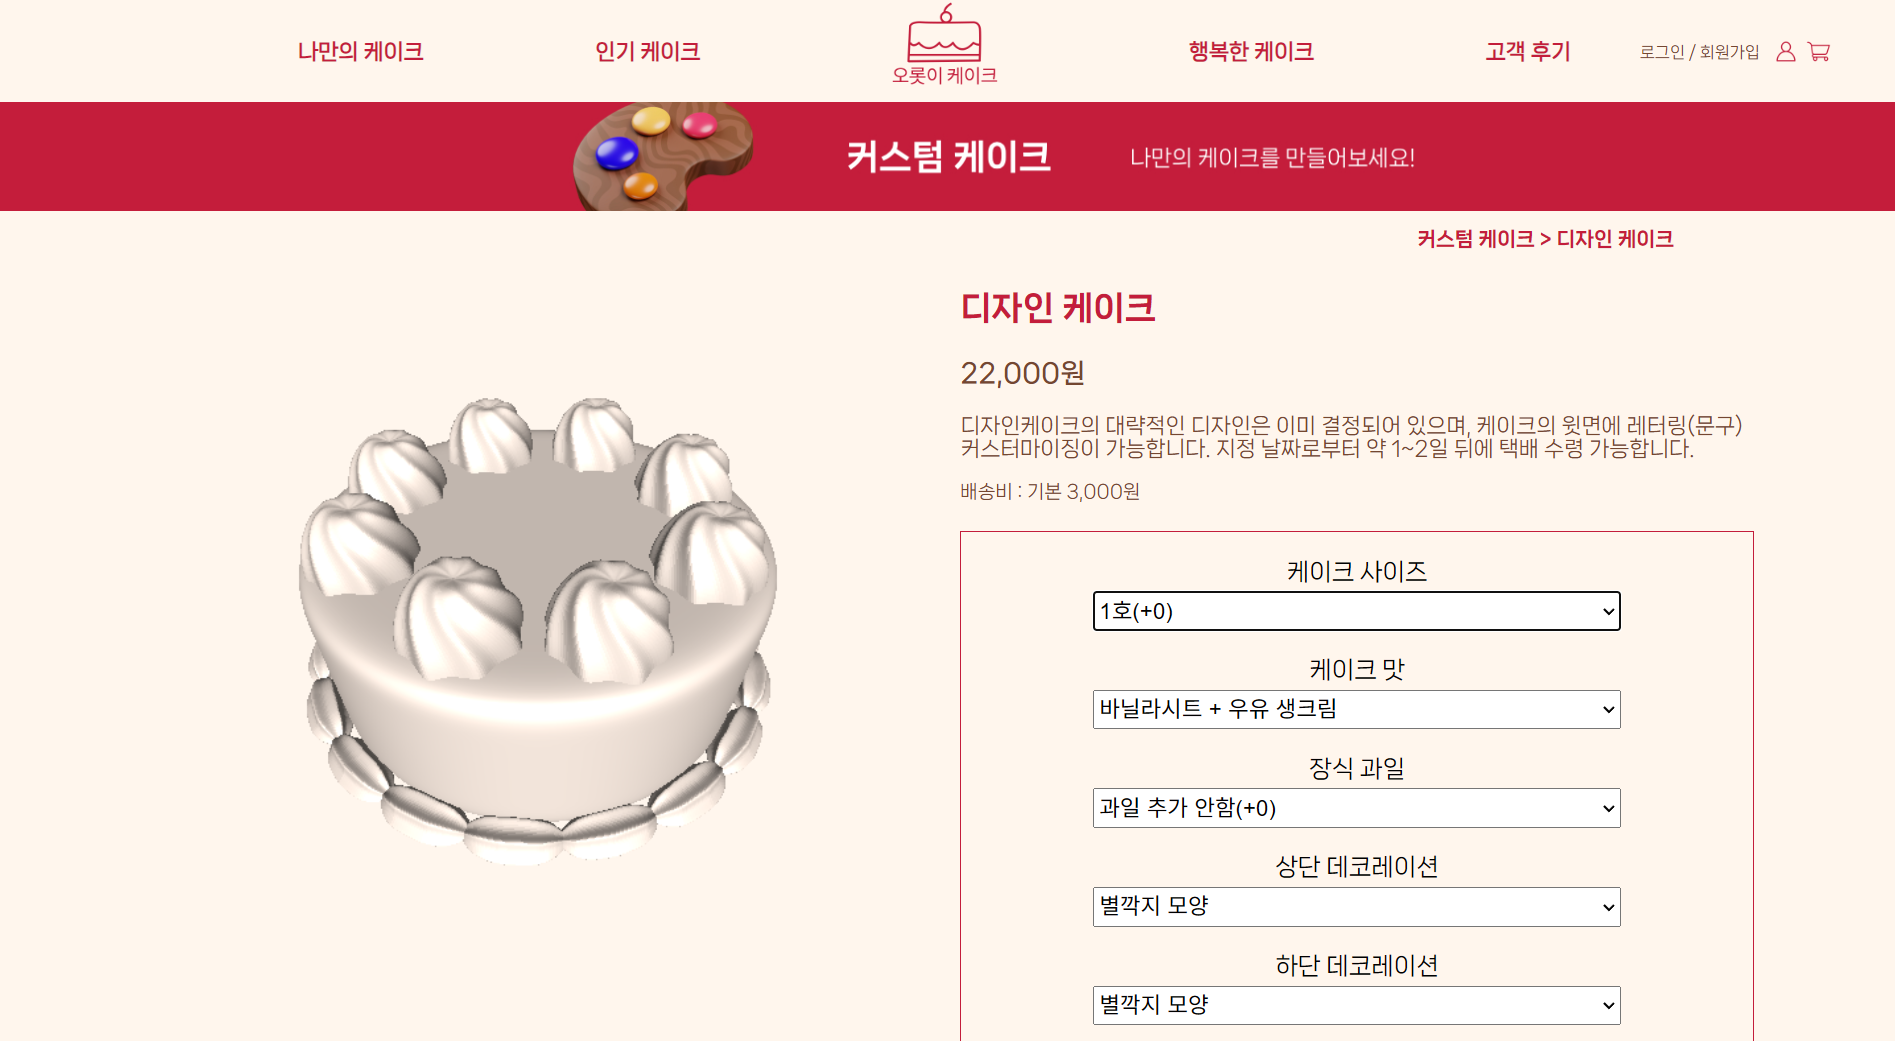 나만의 케이크
인기 케이크
오롯이 케이크
행복한 케이크
고객 후기
로그인 / 회원가입
커스텀 케이크
나만의 케이크를 만들어보세요!
커스텀 케이크 > 디자인 케이크
디자인 케이크
22,000원
디자인케이크의 대략적인 디자인은 이미 결정되어 있으며, 케이크의 윗면에 레터링(문구)
커스터마이징이 가능합니다. 지정 날짜로부터 약 1~2일 뒤에 택배 수령 가능합니다.
배송비 : 기본 3,000원
케이크 사이즈
1호(+0)
케이크 맛
바닐라시트 + 우유 생크림
장식 과일
과일 추가 안함(+0)
상단 데코레이션
별깍지 모양
하단 데코레이션
별깍지 모양